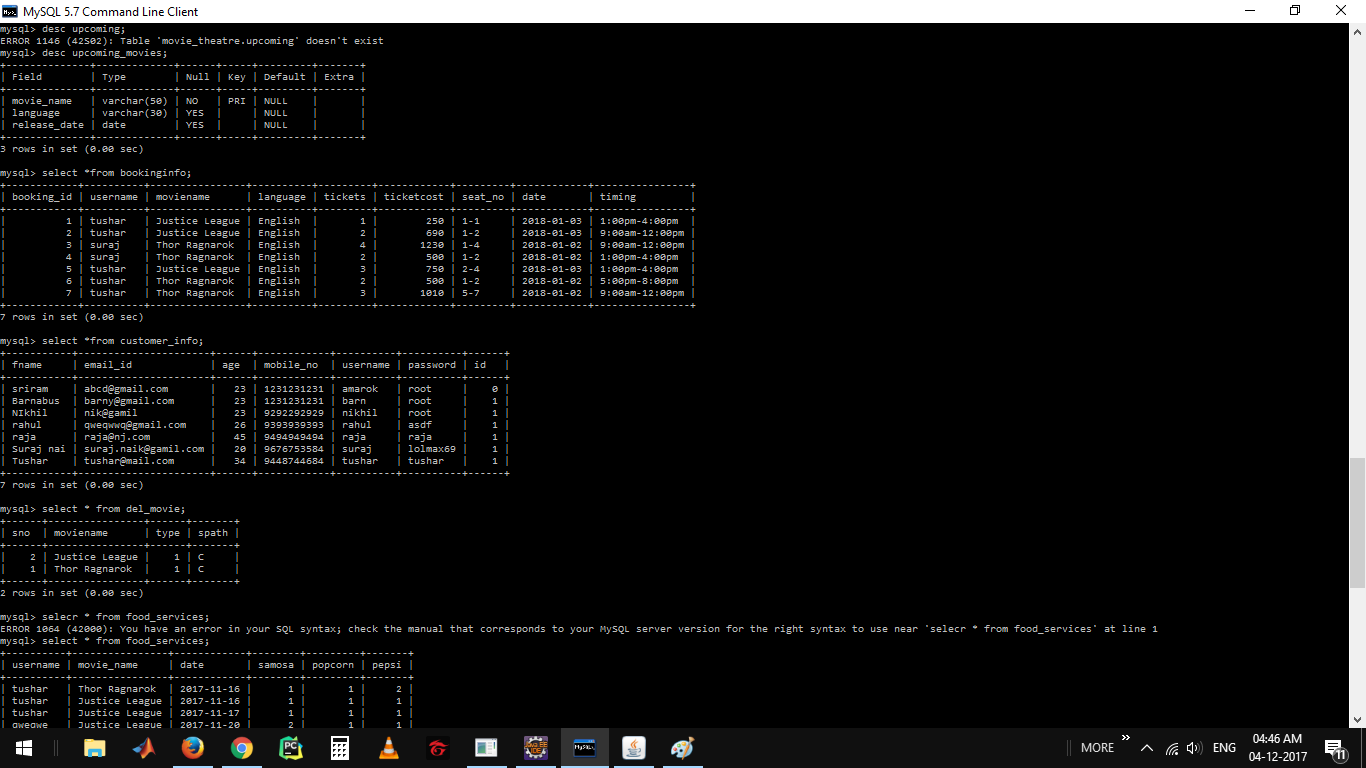 MySQL 5.7 Command Line Client
mysql> desc upcoming;
ERROR 1146 (42S02): Table 'movie_theatre.upcoming' doesn't exist
mysql> desc upcoming_movies;
+--------------+-------------+------+-----+---------+-------+
| Field        | Type        | Null | Key | Default | Extra |
+--------------+-------------+------+-----+---------+-------+
| movie_name   | varchar(50) | NO   | PRI | NULL    |       |
| language     | varchar(30) | YES  |     | NULL    |       |
| release_date | date        | YES  |     | NULL    |       |
+--------------+-------------+------+-----+---------+-------+
3 rows in set (0.00 sec)
mysql> select *from bookinginfo;
+------------+----------+----------------+----------+---------+------------+---------+------------+----------------+
| booking_id | username | moviename      | language | tickets | ticketcost | seat_no | date       | timing         |
+------------+----------+----------------+----------+---------+------------+---------+------------+----------------+
|          1 | tushar   | Justice League | English  |       1 |        250 | 1-1     | 2018-01-03 | 1:00pm-4:00pm  |
|          2 | tushar   | Justice League | English  |       2 |        690 | 1-2     | 2018-01-03 | 9:00am-12:00pm |
|          3 | suraj    | Thor Ragnarok  | English  |       4 |       1230 | 1-4     | 2018-01-02 | 9:00am-12:00pm |
|          4 | suraj    | Thor Ragnarok  | English  |       2 |        500 | 1-2     | 2018-01-02 | 1:00pm-4:00pm  |
|          5 | tushar   | Justice League | English  |       3 |        750 | 2-4     | 2018-01-03 | 1:00pm-4:00pm  |
|          6 | tushar   | Thor Ragnarok  | English  |       2 |        500 | 1-2     | 2018-01-02 | 5:00pm-8:00pm  |
|          7 | tushar   | Thor Ragnarok  | English  |       3 |       1010 | 5-7     | 2018-01-02 | 9:00am-12:00pm |
+------------+----------+----------------+----------+---------+------------+---------+------------+----------------+
7 rows in set (0.00 sec)
mysql> select *from customer_info;
+-----------+----------------------+-----+------------+----------+----------+------+
| fname     | email_id             | age | mobile_no  | username | password | id   |
+-----------+----------------------+-----+------------+----------+----------+------+
| sriram    | abcd@gmail.com       |  23 | 1231231231 | amarok   | root     |    0 |
| Barnabus  | barny@gmail.com      |  23 | 1231231231 | barn     | root     |    1 |
| NIkhil    | nik@gamil            |  23 | 9292292929 | nikhil   | root     |    1 |
| rahul     | qweqwwq@gmail.com    |  26 | 9393939393 | rahul    | asdf     |    1 |
| raja      | raja@nj.com          |  45 | 9494949494 | raja     | raja     |    1 |
| Suraj nai | suraj.naik@gamil.com |  20 | 9676753584 | suraj    | lolmax69 |    1 |
| Tushar    | tushar@mail.com      |  34 | 9448744684 | tushar   | tushar   |    1 |
+-----------+----------------------+-----+------------+----------+----------+------+
7 rows in set (0.00 sec)
mysql> select * from del_movie;
+------+----------------+------+-------+
| sno  | moviename      | type | spath |
+------+----------------+------+-------+
|    2 | Justice League |    1 | C     |
|    1 | Thor Ragnarok  |    1 | C     |
+------+----------------+------+-------+
2 rows in set (0.00 sec)
mysql> selecr * from food_services;
ERROR 1064 (42000): You have an error in your SQL syntax; check the manual that corresponds to your MySQL server version for the right syntax to use near 'selecr * from food_services' at line 1
mysql> select * from food_services;
+----------+----------------+------------+--------+---------+-------+
| username | movie_name     | date       | samosa | popcorn | pepsi |
+----------+----------------+------------+--------+---------+-------+
| tushar   | Thor Ragnarok  | 2017-11-16 |      1 |       1 |     2 |
| tushar   | Justice League | 2017-11-16 |      1 |       1 |     1 |
| tushar   | Justice League | 2017-11-17 |      1 |       1 |     1 |
| qweqwe   | Justice League | 2017-11-20 |      2 |       1 |     1 |
MORE
ENG
04:46 AM
04-12-2017
11